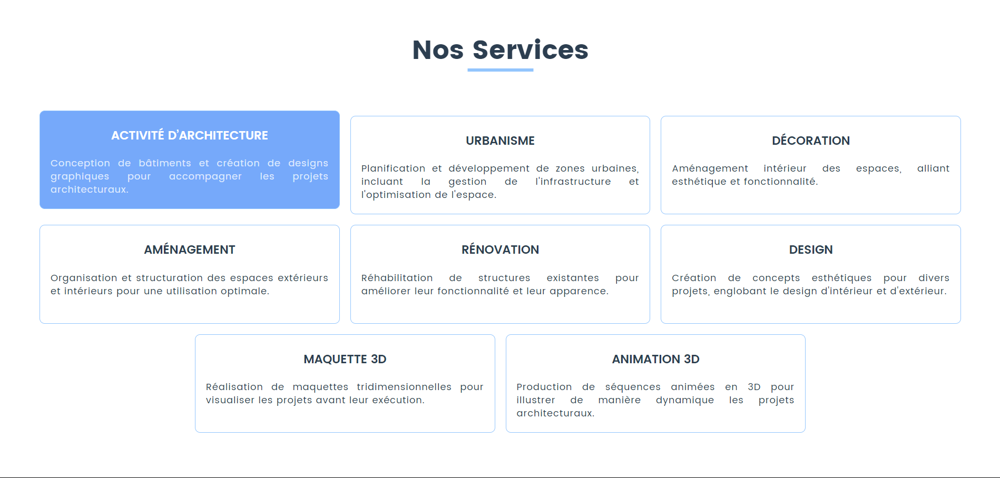 Nos Services
ACTIVITÉ D’ARCHITECTURE
Conception de bâtiments et création de designs
graphiques pour accompagner les projets
architecturaux.
URBANISME
Planification et développement de zones urbaines,
incluant la gestion de l'infrastructure et
l'optimisation de l'espace.
DÉCORATION
Aménagement intérieur des espaces, alliant
esthétique et fonctionnalité.
AMÉNAGEMENT
Organisation et structuration des espaces extérieurs
et intérieurs pour une utilisation optimale.
RÉNOVATION
Réhabilitation de structures existantes pour
améliorer leur fonctionnalité et leur apparence.
DESIGN
Création de concepts esthétiques pour divers
projets, englobant le design d'intérieur et d'extérieur.
MAQUETTE 3D
Réalisation de maquettes tridimensionnelles pour
visualiser les projets avant leur exécution.
ANIMATION 3D
Production de séquences animées en 3D pour
illustrer de manière dynamique les projets
architecturaux.